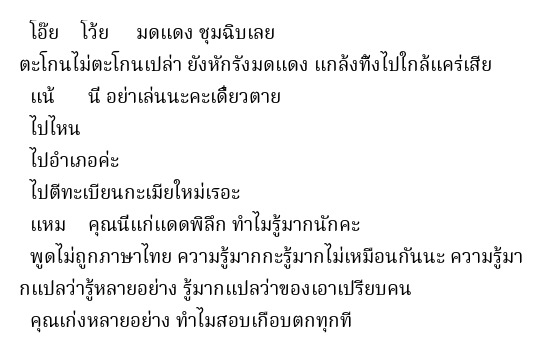 โอ๊ย โว้ย มดแดง ชุมฉิบเลย
ตะโกนไม่ตะโกนเปล่า ยังหักรังมดแดง แกล้งทิ้งไปใกล้แคร่เสีย
แน้ นี อย่าเล่นนะคะเดี๋ยวตาย
ไปไหน
ไปอำเภอค่ะ
ไปตีทะเบียนกะเมียใหม่เรอะ
แหม คุณนีแก่แดดพิลึก ทำไมรู้มากนักคะ
พูดไม่ถูกภาษาไทย ความรู้มากกะรู้มากไม่เหมือนกันนะ ความรู้มา
กแปลว่ารู้หลายอย่าง รู้มากแปลว่าของเอาเปรียบคน
คุณเก่งหลายอย่าง ทำไมสอบเกือบตกทุกที